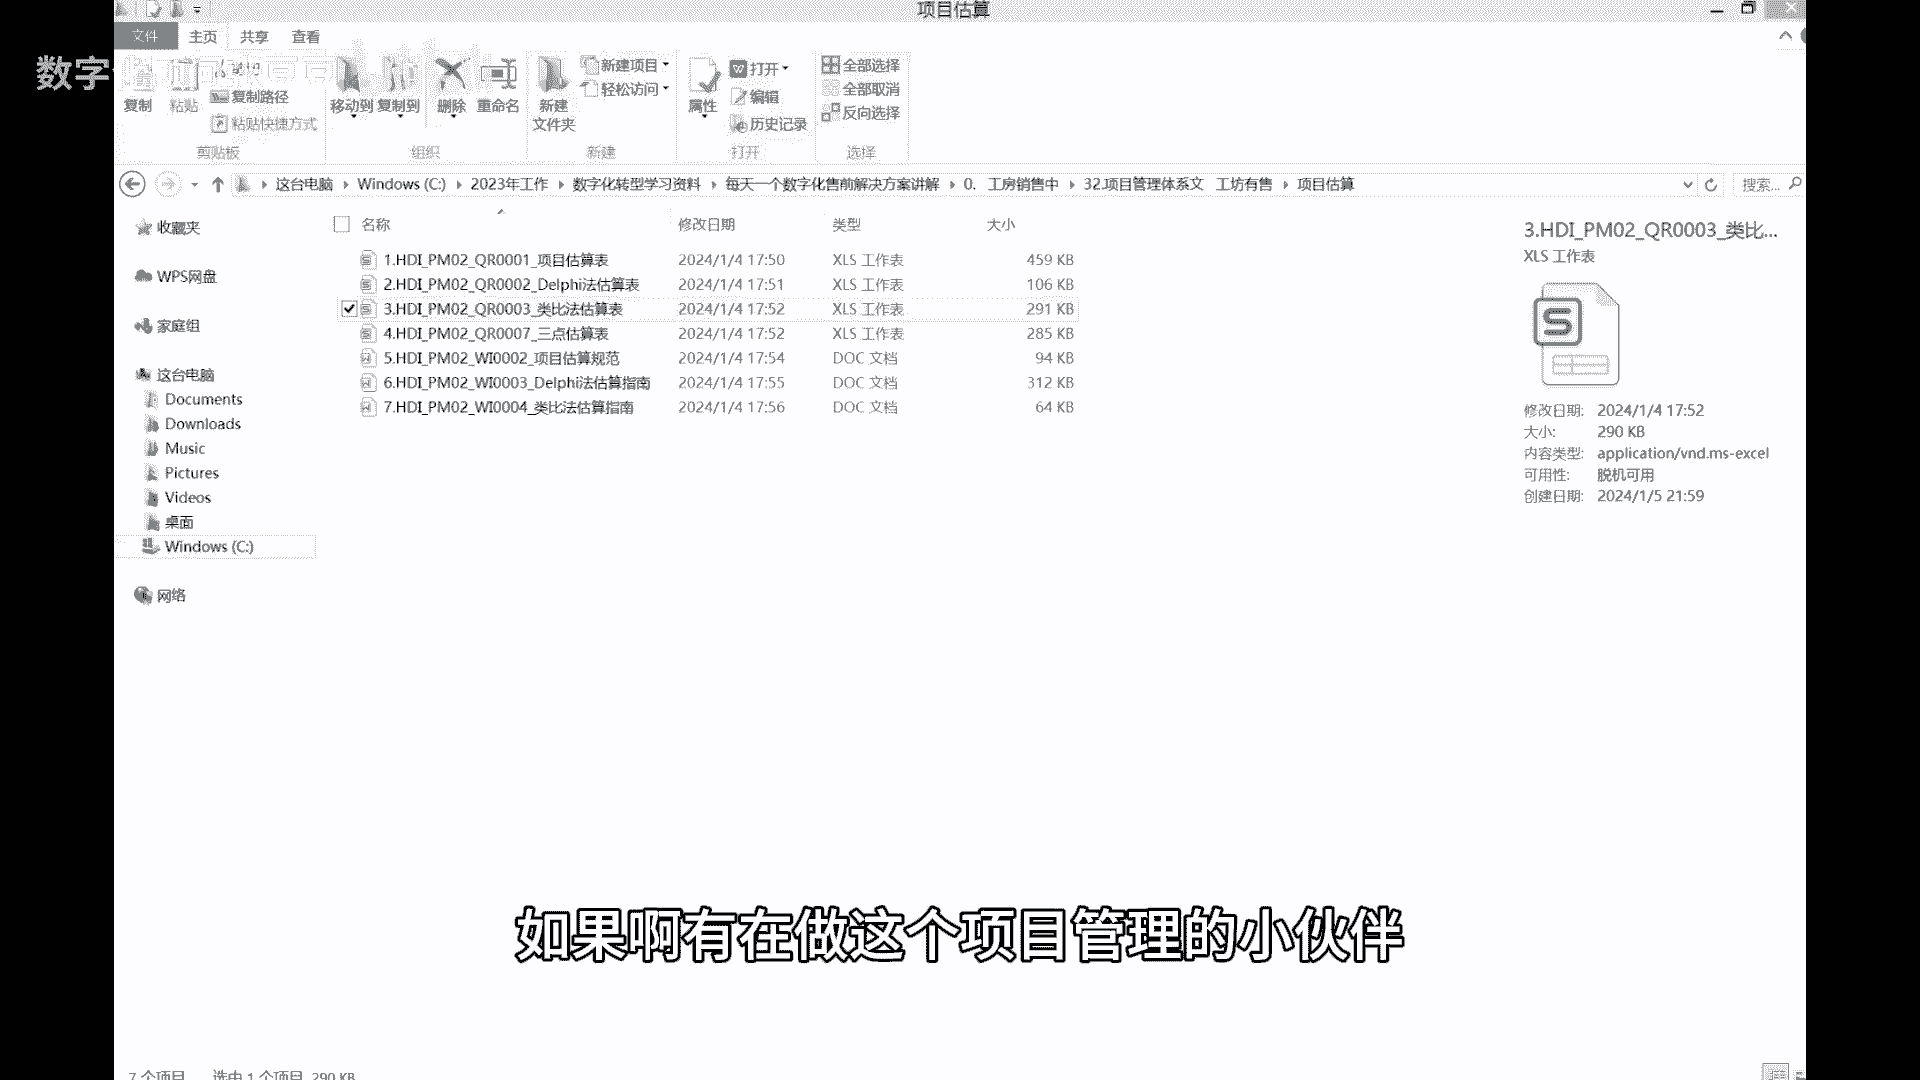 项目估算
文件 主页 共享 查看
数字
复制 粘贴 剪切
复制路径
粘贴快捷方式
剪贴板
移动到 复制到 删除 重命名
组织
新建
文件夹
新建项目
轻松访问
新建
属性
打开
编辑
历史记录
打开
全部选择
全部取消
反向选择
选择
这台电脑 Windows (C:) 2023年工作 数字化转型学习资料 每天一个数字化售前解决方案讲解 0. 工房销售中 32.项目管理体系文 工坊有售 项目估算
搜索...
收藏夹
WPS网盘
家庭组
这台电脑
Documents
Downloads
Music
Pictures
Videos
桌面
Windows (C:)
网络
名称 修改日期 类型 大小
1.HDI_PM02_QR0001_项目估算表 2024/1/4 17:50 XLS 工作表 459 KB
2.HDI_PM02_QR0002_Delphi法估算表 2024/1/4 17:51 XLS 工作表 106 KB
3.HDI_PM02_QR0003_类比法估算表 2024/1/4 17:52 XLS 工作表 291 KB
4.HDI_PM02_QR0007_三点估算表 2024/1/4 17:52 XLS 工作表 285 KB
5.HDI_PM02_WI0002_项目估算规范 2024/1/4 17:54 DOC 文档 94 KB
6.HDI_PM02_WI0003_Delphi法估算指南 2024/1/4 17:55 DOC 文档 312 KB
7.HDI_PM02_WI0004_类比法估算指南 2024/1/4 17:56 DOC 文档 64 KB
3.HDI_PM02_QR0003_类比...
XLS 工作表
修改日期: 2024/1/4 17:52
大小: 290 KB
内容类型: application/vnd.ms-excel
可用性: 脱机可用
创建日期: 2024/1/5 21:59
如果啊有在做这个项目管理的小伙伴
7 个项目 选中 1 个项目 290 KB